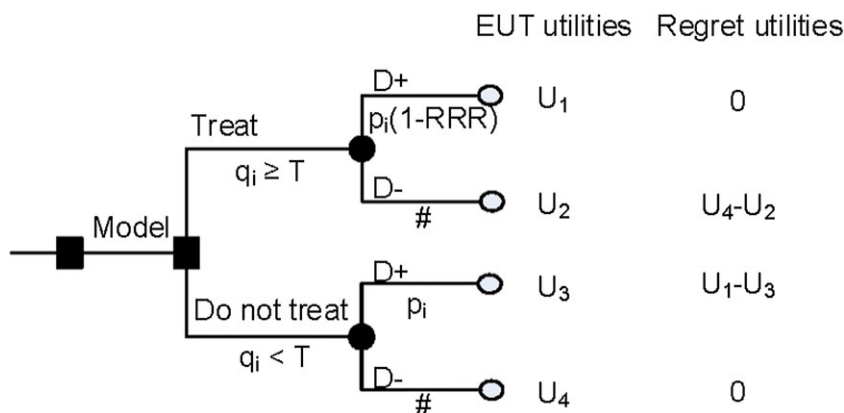 EUT utilities Regret utilities
D+ U₁ 0
Treat pᵢ(1-RRR)
qᵢ ≥ T
D- U₂ U₄-U₂
#
Model
D+ U₃ U₁-U₃
Do not treat pᵢ
qᵢ < T
D- U₄ 0
#